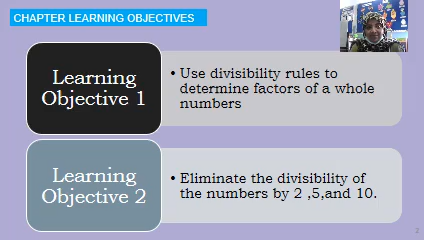 CHAPTER LEARNING OBJECTIVES
Learning
Objective 1
• Use divisibility rules to
determine factors of a whole
numbers
Learning
Objective 2
• Eliminate the divisibility of
the numbers by 2 ,5,and 10.
2